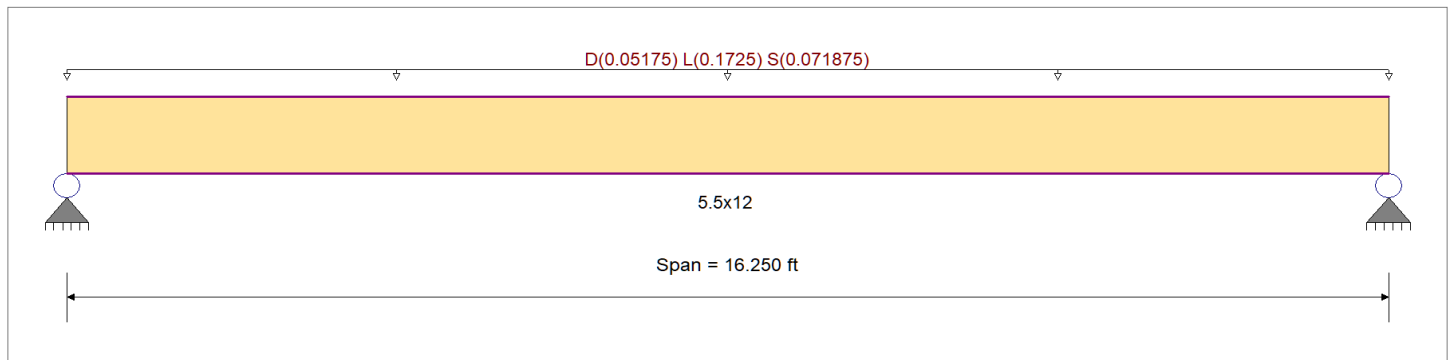 D(0.05175) L(0.1725) S(0.071875)
5.5x12
Span = 16.250 ft